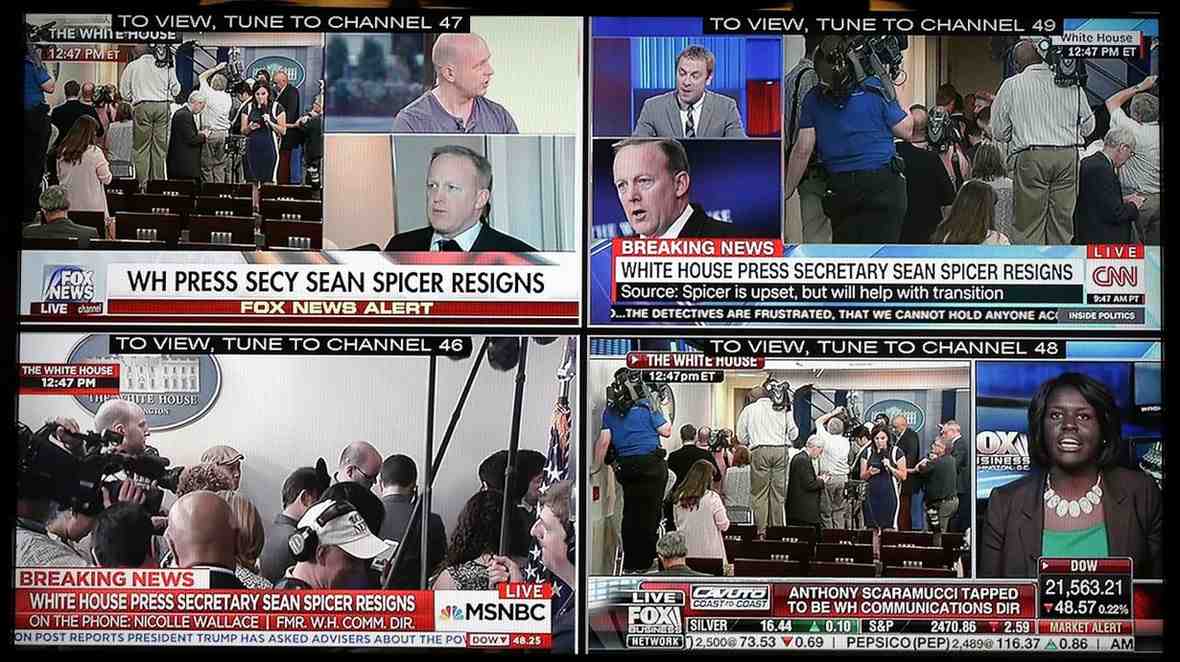 TO VIEW, TUNE TO CHANNEL 47
THE WHITE HOUSE
12:47 PM ET
FOX
NEWS
channel
LIVE
WH PRESS SECY SEAN SPICER RESIGNS
FOX NEWS ALERT
TO VIEW, TUNE TO CHANNEL 49
White House
12:47 PM ET
BREAKING NEWS
WHITE HOUSE PRESS SECRETARY SEAN SPICER RESIGNS
Source: Spicer is upset, but will help with transition
...THE DETECTIVES ARE FRUSTRATED, THAT WE CANNOT HOLD ANYONE
LIVE
CNN
9:47 AM PT
INSIDE POLITICS
TO VIEW, TUNE TO CHANNEL 46
THE WHITE HOUSE
12:47 PM
THE WHITE HOUSE
BREAKING NEWS
WHITE HOUSE PRESS SECRETARY SEAN SPICER RESIGNS
ON THE PHONE: NICOLLE WALLACE | FMR. W.H. COMM. DIR.
ON POST REPORTS PRESIDENT TRUMP HAS ASKED ADVISERS ABOUT THE
LIVE
MSNBC
DOW ▼ 48.25
TO VIEW, TUNE TO CHANNEL 48
THE WHITE HOUSE
12:47pm ET
LIVE
FOX
BUSINESS
NETWORK
CAVUTO
COAST TO COAST
ANTHONY SCARAMUCCI TAPPED
TO BE WH COMMUNICATIONS DIR
DOW
21,563.21
▼48.57 0.22%
MARKET ALERT
SILVER 16.44 ▲ 0.10 | S&P 2470.86 ▼ 2.59
2,500@ 73.53 ▼0.69 | PEPSICO(PEP) 2,489@ 116.37 ▲0.86 | AM